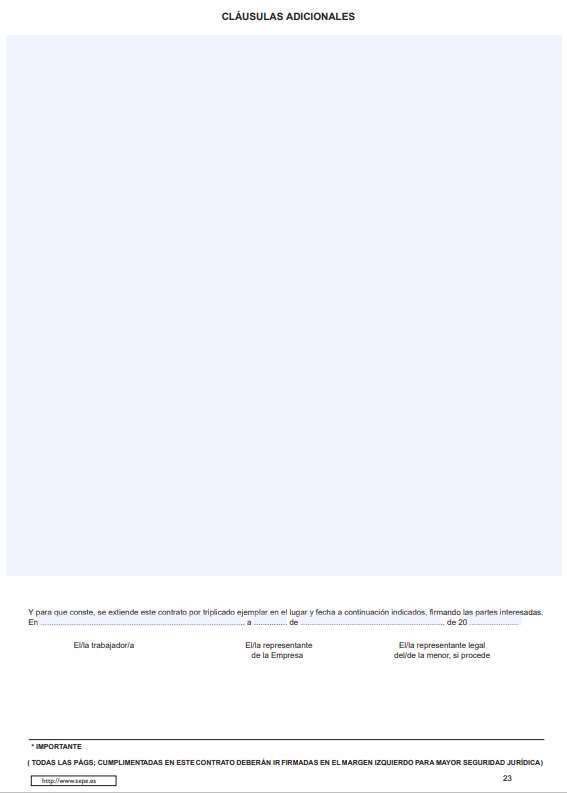 CLÁUSULAS ADICIONALES
Y para que conste, se extiende este contrato por triplicado ejemplar en el lugar y fecha a continuación indicados, firmando las partes interesadas.
En ............................................................................................ a ............... de ................................................................. de 20 .......................
El/la trabajador/a El/la representante El/la representante legal
de la Empresa del/de la menor, si procede
* IMPORTANTE
( TODAS LAS PÁGS; CUMPLIMENTADAS EN ESTE CONTRATO DEBERÁN IR FIRMADAS EN EL MARGEN IZQUIERDO PARA MAYOR SEGURIDAD JURÍDICA)
http://www.sepe.es 23